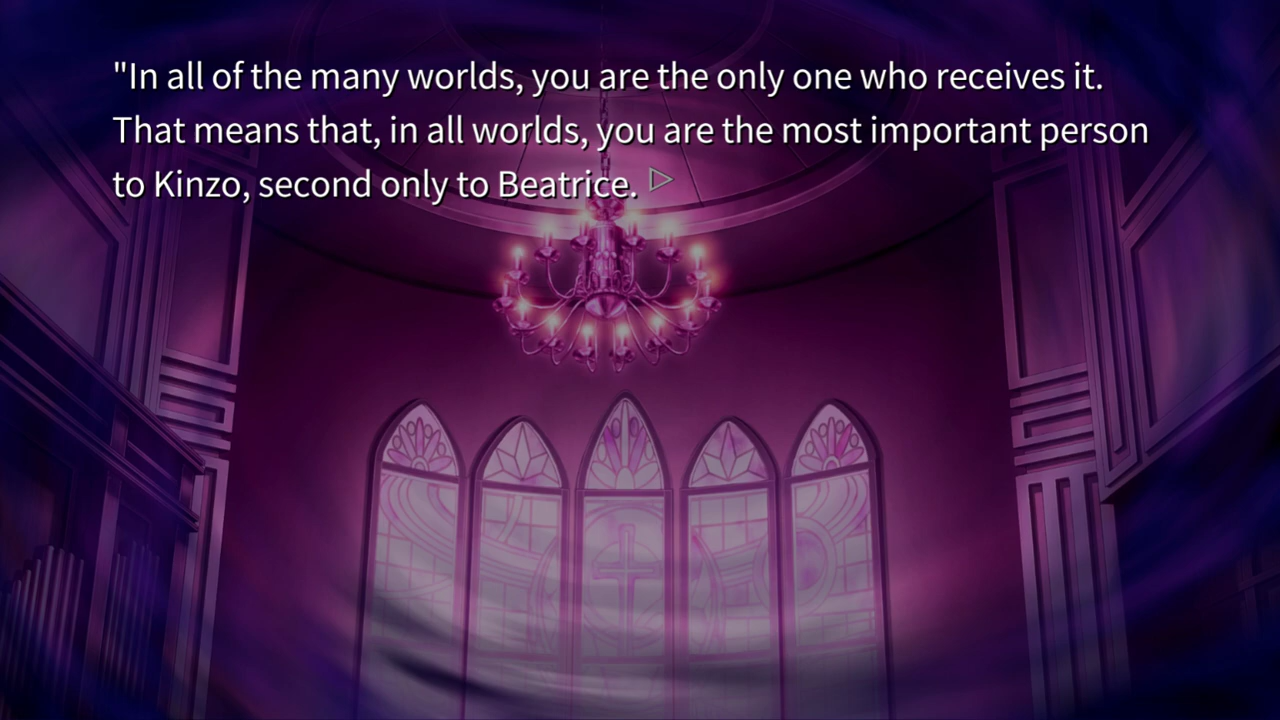 "In all of the many worlds, you are the only one who receives it.
That means that, in all worlds, you are the most important person
to Kinzo, second only to Beatrice.